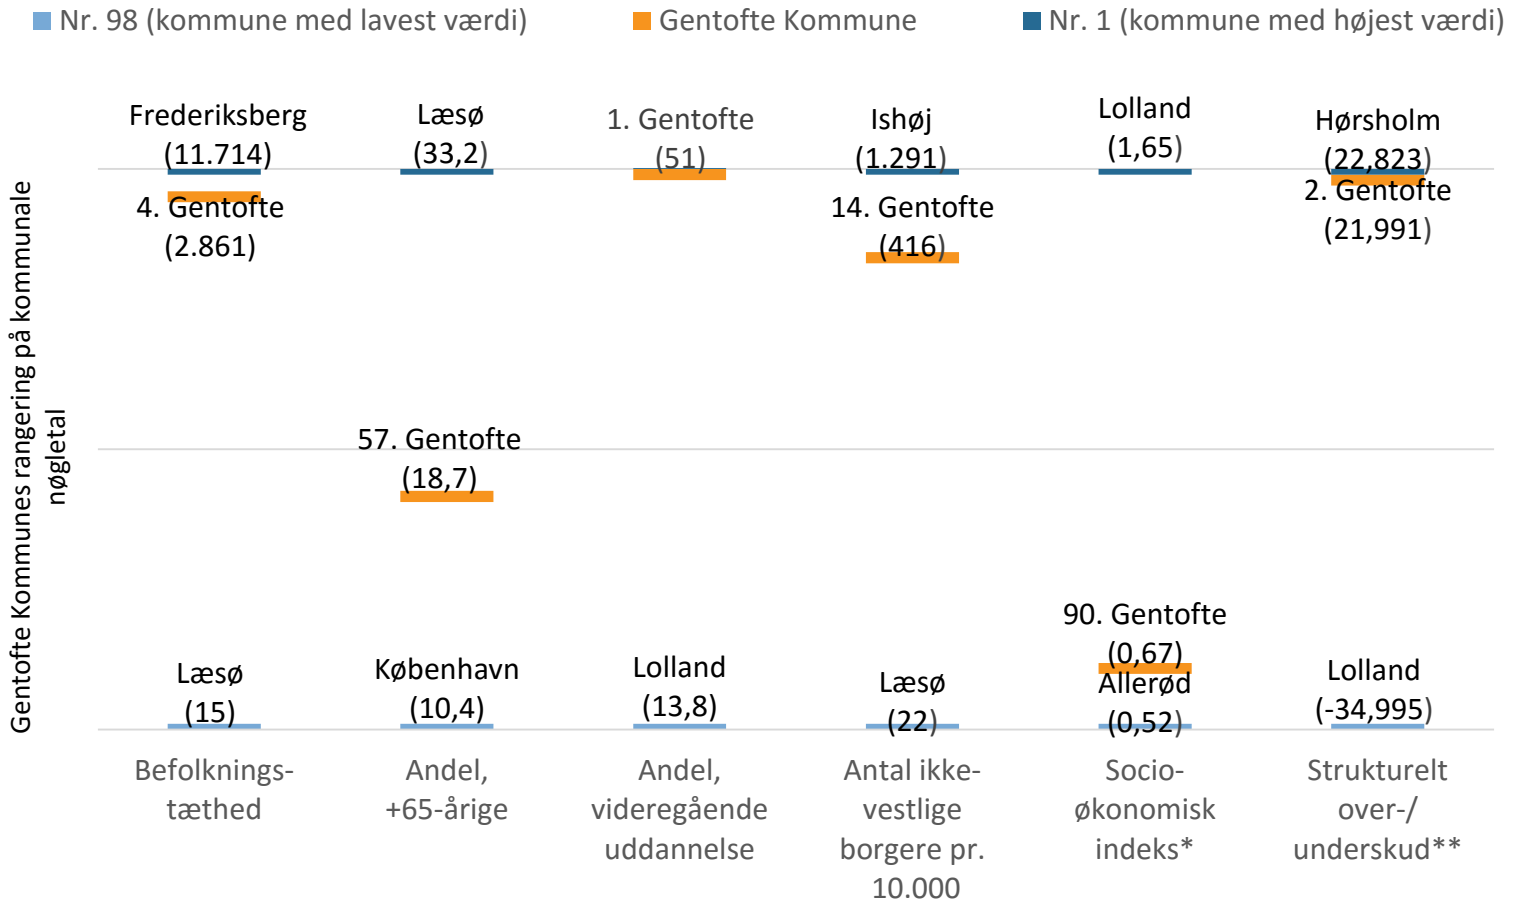 Nr. 98 (kommune med lavest værdi)
Gentofte Kommune
Nr. 1 (kommune med højest værdi)
Gentofte Kommunes rangering på kommunale
nøgletal
Frederiksberg
(11.714)
4. Gentofte
(2.861)
Læsø
(15)
Læsø
(33,2)
57. Gentofte
(18,7)
København
(10,4)
1. Gentofte
(51)
Lolland
(13,8)
Ishøj
(1.291)
14. Gentofte
(416)
Læsø
(22)
Lolland
(1,65)
90. Gentofte
(0,67)
Allerød
(0,52)
Hørsholm
(22,823)
2. Gentofte
(21,991)
Lolland
(-34,995)
Befolknings-
tæthed
Andel,
+65-årige
Andel,
videregående
uddannelse
Antal ikke-
vestlige
borgere pr.
10.000
Socio-
økonomisk
indeks*
Strukturelt
over-/
underskud**